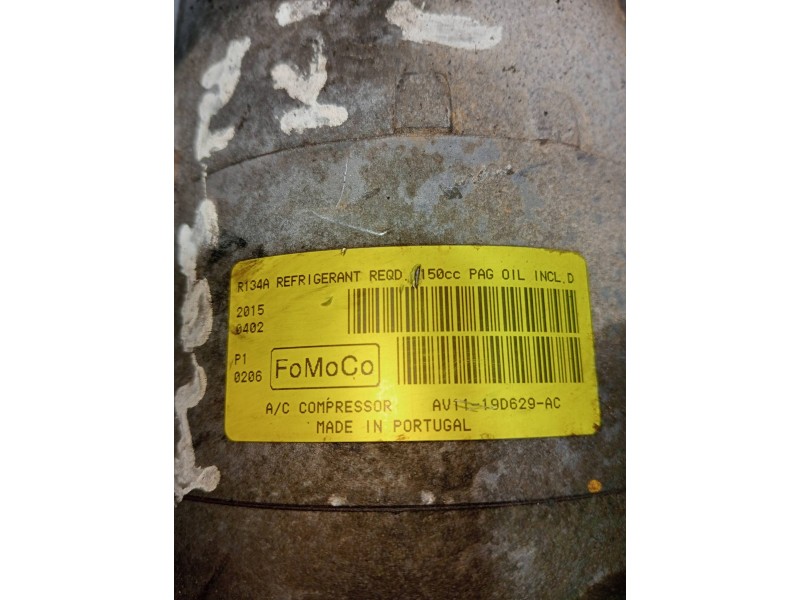 R134A REFRIGERANT REQD. 150cc PAG OIL INCL.D
2015
0402
P1
0206
FoMoCo
A/C COMPRESSOR AV11-19D629-AC
MADE IN PORTUGAL